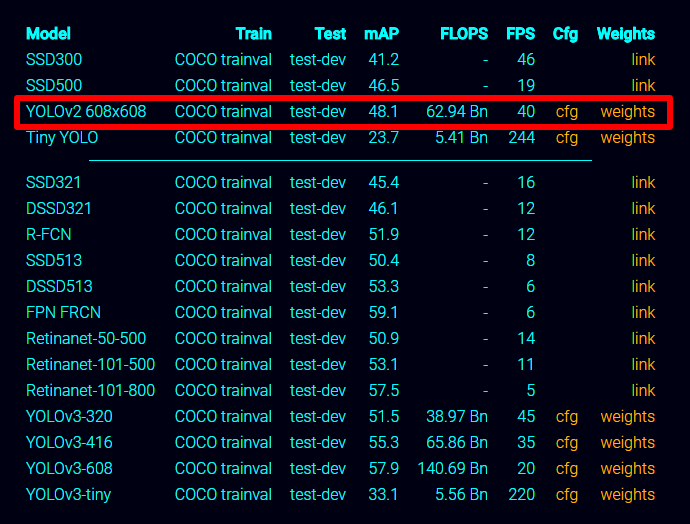 Model Train Test mAP FLOPS FPS Cfg Weights
SSD300 COCO trainval test-dev 41.2 - 46 link
SSD500 COCO trainval test-dev 46.5 - 19 link
YOLOv2 608x608 COCO trainval test-dev 48.1 62.94 Bn 40 cfg weights
Tiny YOLO COCO trainval test-dev 23.7 5.41 Bn 244 cfg weights
SSD321 COCO trainval test-dev 45.4 - 16 link
DSSD321 COCO trainval test-dev 46.1 - 12 link
R-FCN COCO trainval test-dev 51.9 - 12 link
SSD513 COCO trainval test-dev 50.4 - 8 link
DSSD513 COCO trainval test-dev 53.3 - 6 link
FPN FRCN COCO trainval test-dev 59.1 - 6 link
Retinanet-50-500 COCO trainval test-dev 50.9 - 14 link
Retinanet-101-500 COCO trainval test-dev 53.1 - 11 link
Retinanet-101-800 COCO trainval test-dev 57.5 - 5 link
YOLOv3-320 COCO trainval test-dev 51.5 38.97 Bn 45 cfg weights
YOLOv3-416 COCO trainval test-dev 55.3 65.86 Bn 35 cfg weights
YOLOv3-608 COCO trainval test-dev 57.9 140.69 Bn 20 cfg weights
YOLOv3-tiny COCO trainval test-dev 33.1 5.56 Bn 220 cfg weights